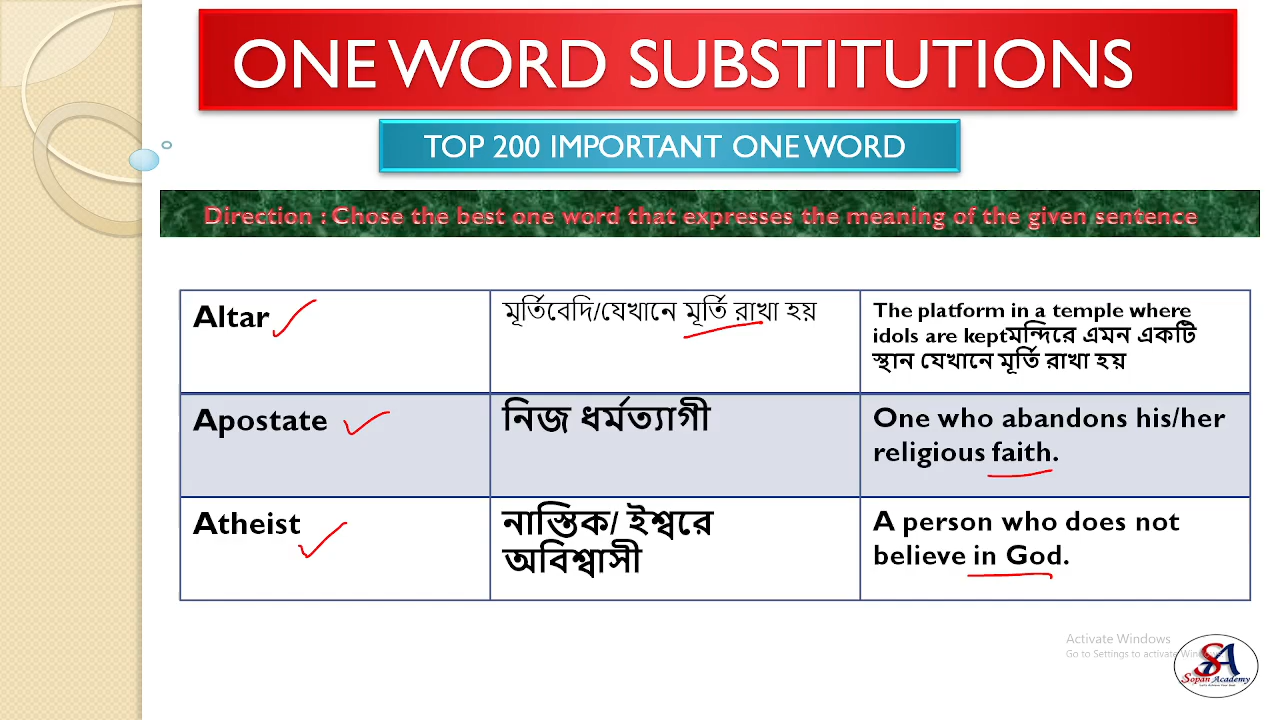 ONE WORD SUBSTITUTIONS
TOP 200 IMPORTANT ONE WORD
Direction : Chose the best one word that expresses the meaning of the given sentence
Altar
মূর্তিবেদি/যেখানে মূর্তি রাখা হয়
The platform in a temple where
idols are keptমন্দিরে এমন একটি
স্থান যেখানে মূর্তি রাখা হয়
Apostate
নিজ ধর্মত্যাগী
One who abandons his/her
religious faith.
Atheist
নাস্তিক/ ইশ্বরে
অবিশ্বাসী
A person who does not
believe in God.
Activate Windows
Go to Settings to activate Windows
SA
Sopan Academy